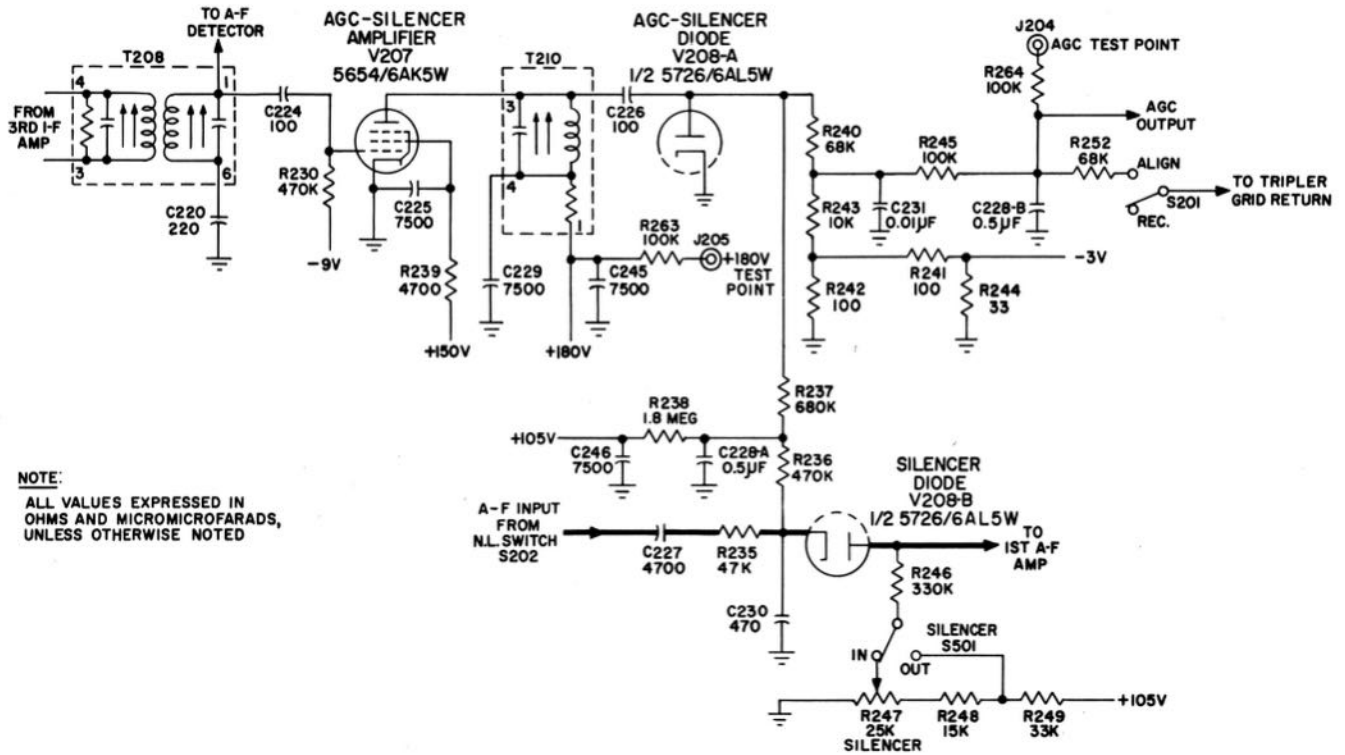 TO A-F
DETECTOR
T208
4
1
FROM
3RD I-F
AMP
3
6
C220
220
C224
100
R230
470K
-9V
AGC-SILENCER
AMPLIFIER
V207
5654/6AK5W
C225
7500
R239
4700
+150V
T210
3
4
1
C229
7500
C245
7500
+180V
R263
100K
J205
+180V
TEST
POINT
C226
100
AGC-SILENCER
DIODE
V208-A
1/2 5726/6AL5W
J204
AGC TEST POINT
R264
100K
AGC
OUTPUT
R240
68K
R245
100K
R252
68K
ALIGN
S201
REC.
TO TRIPLER
GRID RETURN
R243
10K
C231
0.01µF
C228-B
0.5µF
R242
100
R241
100
R244
33
-3V
R237
680K
R238
1.8 MEG
+105V
C246
7500
C228-A
0.5µF
R236
470K
NOTE:
ALL VALUES EXPRESSED IN
OHMS AND MICROMICROFARADS,
UNLESS OTHERWISE NOTED
A-F INPUT
FROM
N.L. SWITCH
S202
C227
4700
R235
47K
SILENCER
DIODE
V208-B
1/2 5726/6AL5W
TO
1ST A-F
AMP
C230
470
R246
330K
SILENCER
S501
IN
OUT
R247
25K
SILENCER
R248
15K
R249
33K
+105V